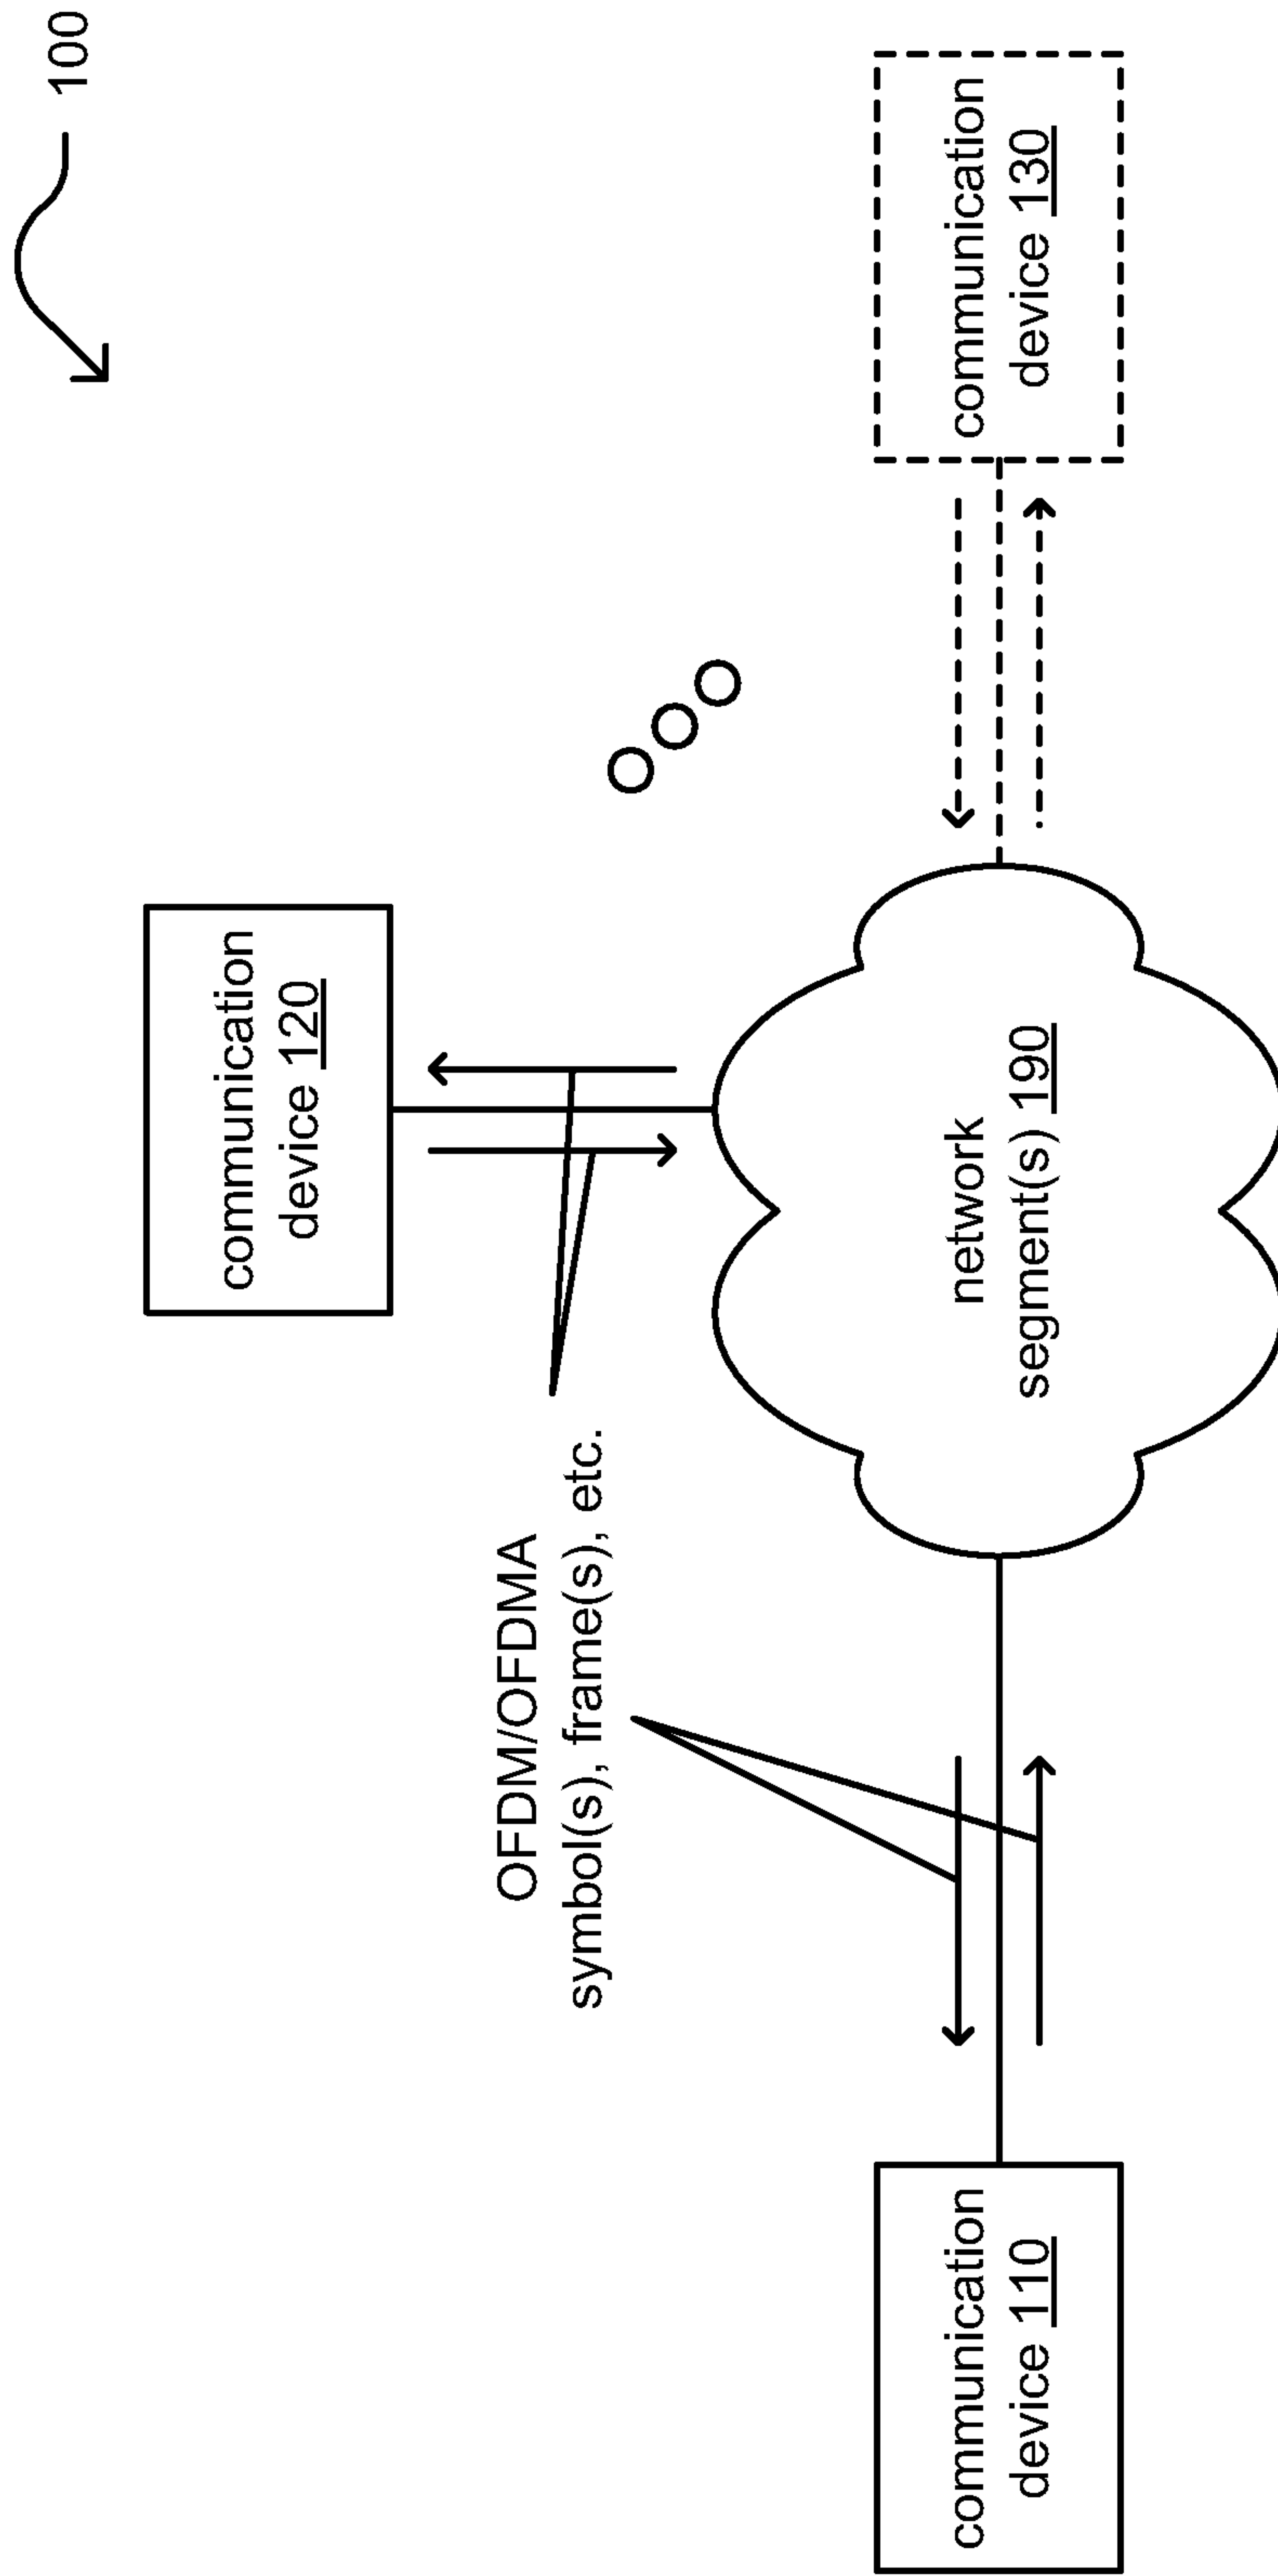 100
communication
device 120
OFDM/OFDMA
symbol(s), frame(s), etc.
communication
device 110
network
segment(s) 190
communication
device 130